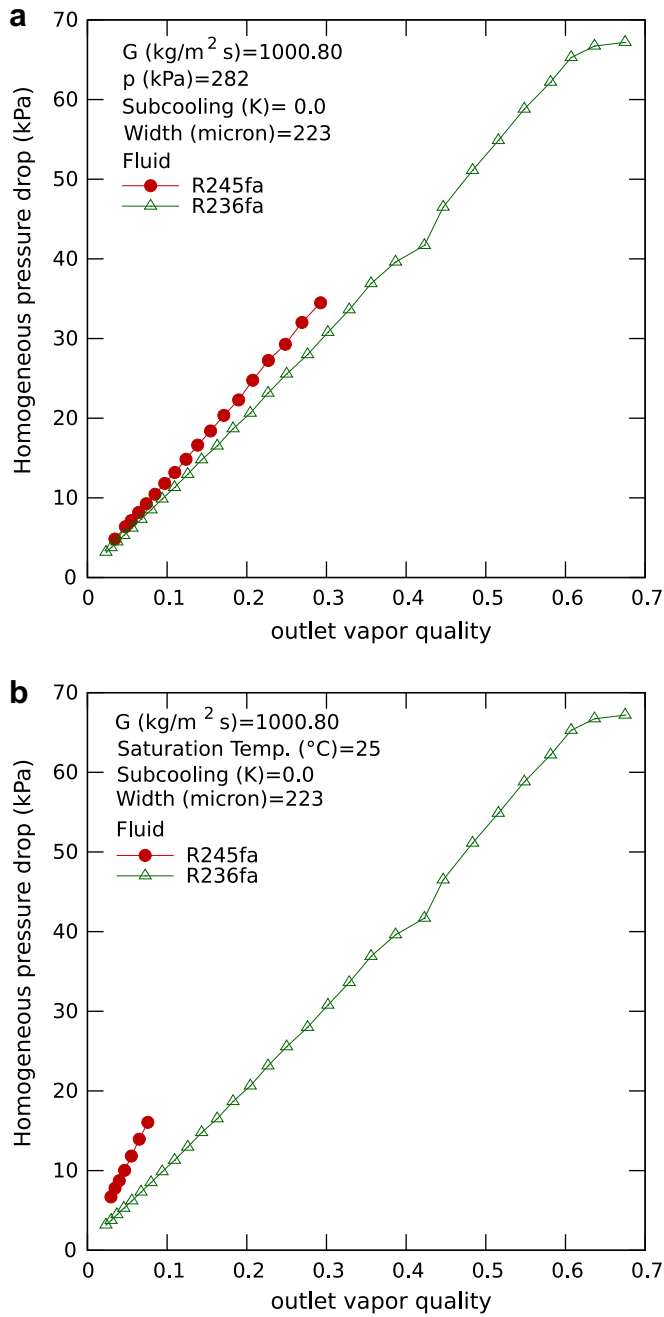 a
70
60
50
40
30
20
10
0
Homogeneous pressure drop (kPa)
G (kg/m² s)=1000.80
p (kPa)=282
Subcooling (K)= 0.0
Width (micron)=223
Fluid
R245fa
R236fa
0 0.1 0.2 0.3 0.4 0.5 0.6 0.7
outlet vapor quality
b
70
60
50
40
30
20
10
0
Homogeneous pressure drop (kPa)
G (kg/m ² s)=1000.80
Saturation Temp. (°C)=25
Subcooling (K)=0.0
Width (micron)=223
Fluid
R245fa
R236fa
0 0.1 0.2 0.3 0.4 0.5 0.6 0.7
outlet vapor quality